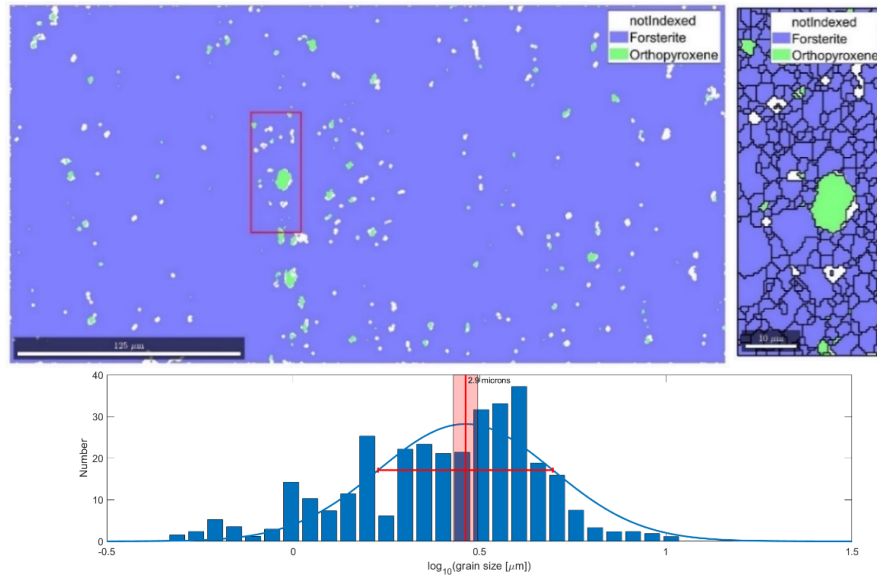 notIndexed
Forsterite
Orthopyroxene
notIndexed
Forsterite
Orthopyroxene
125 μm
10 μm
2.9 microns
40
30
20
10
0
Number
-0.5
0
0.5
1
1.5
log10(grain size [μm])